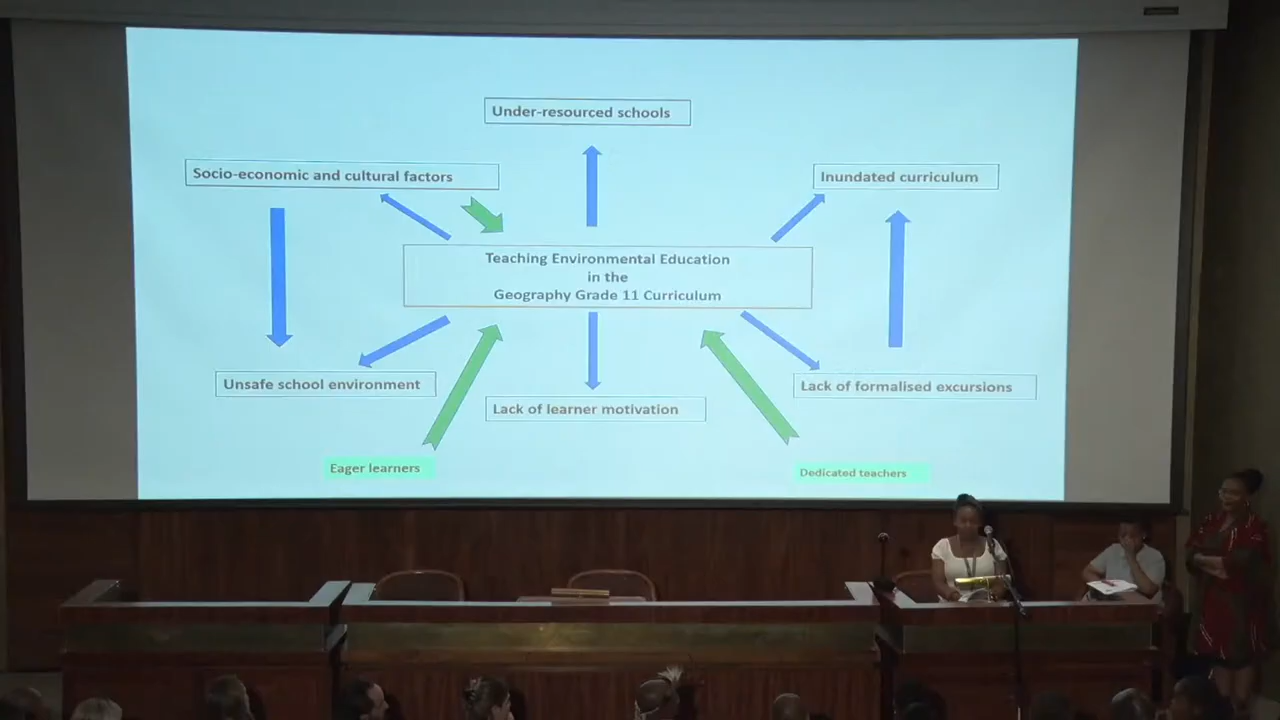 Under-resourced schools
Socio-economic and cultural factors
Inundated curriculum
Teaching Environmental Education
in the
Geography Grade 11 Curriculum
Unsafe school environment
Lack of formalised excursions
Lack of learner motivation
Eager learners
Dedicated teachers